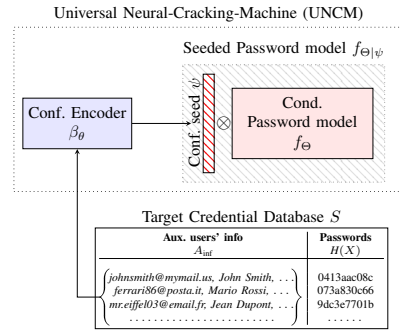 Universal Neural-Cracking-Machine (UNCM)
Seeded Password model f_{Θ|ψ}
Conf. Encoder
β_θ
Conf. seed ψ
⊗
Cond.
Password model
f_Θ
Target Credential Database S
Aux. users' info Passwords
A_inf H(X)
johnsmith@mymail.us, John Smith, ... 0413aac08c
ferrari86@posta.it, Mario Rossi, ... 073a830c66
mr.eiffel03@email.fr, Jean Dupont, ... 9dc3e7701b
........................ ......